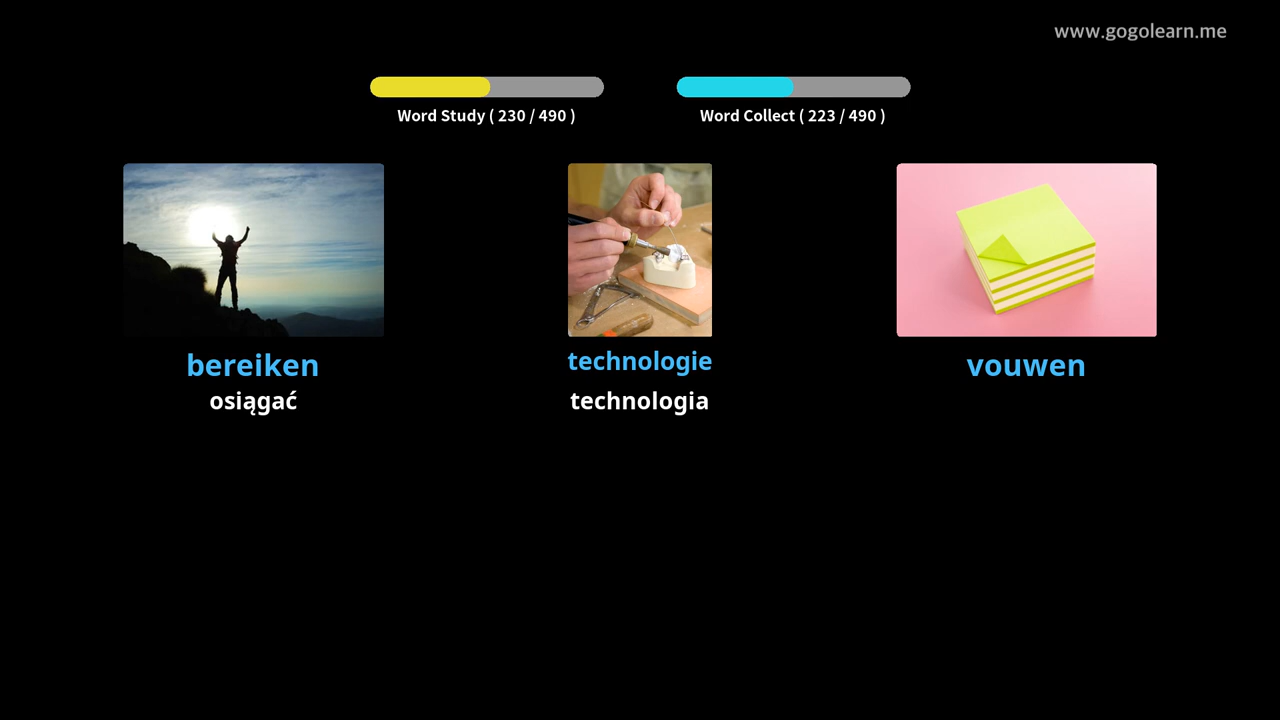 www.gogolearn.me
Word Study ( 230 / 490 )
Word Collect ( 223 / 490 )
bereiken
osiągać
technologie
technologia
vouwen